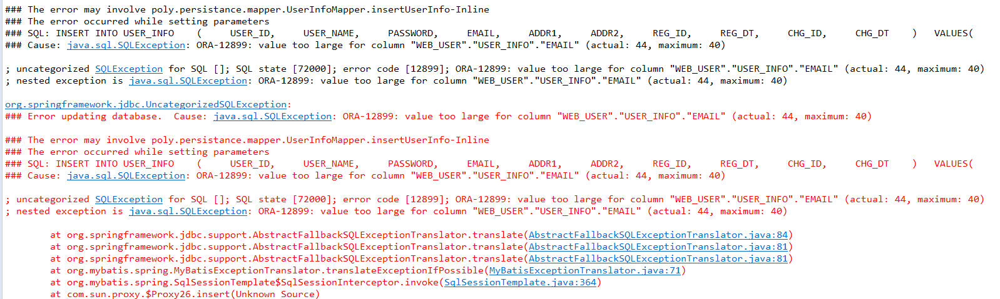 ### The error may involve poly.persistance.mapper.UserInfoMapper.insertUserInfo-Inline
### The error occurred while setting parameters
### SQL: INSERT INTO USER_INFO    (     USER_ID,     USER_NAME,     PASSWORD,     EMAIL,     ADDR1,     ADDR2,     REG_ID,     REG_DT,     CHG_ID,     CHG_DT    )   VALUES(
### Cause: java.sql.SQLException: ORA-12899: value too large for column "WEB_USER"."USER_INFO"."EMAIL" (actual: 44, maximum: 40)
; uncategorized SQLException for SQL []; SQL state [72000]; error code [12899]; ORA-12899: value too large for column "WEB_USER"."USER_INFO"."EMAIL" (actual: 44, maximum: 40)
; nested exception is java.sql.SQLException: ORA-12899: value too large for column "WEB_USER"."USER_INFO"."EMAIL" (actual: 44, maximum: 40)
org.springframework.jdbc.UncategorizedSQLException:
### Error updating database.  Cause: java.sql.SQLException: ORA-12899: value too large for column "WEB_USER"."USER_INFO"."EMAIL" (actual: 44, maximum: 40)
### The error may involve poly.persistance.mapper.UserInfoMapper.insertUserInfo-Inline
### The error occurred while setting parameters
### SQL: INSERT INTO USER_INFO    (     USER_ID,     USER_NAME,     PASSWORD,     EMAIL,     ADDR1,     ADDR2,     REG_ID,     REG_DT,     CHG_ID,     CHG_DT    )   VALUES(
### Cause: java.sql.SQLException: ORA-12899: value too large for column "WEB_USER"."USER_INFO"."EMAIL" (actual: 44, maximum: 40)
; uncategorized SQLException for SQL []; SQL state [72000]; error code [12899]; ORA-12899: value too large for column "WEB_USER"."USER_INFO"."EMAIL" (actual: 44, maximum: 40)
; nested exception is java.sql.SQLException: ORA-12899: value too large for column "WEB_USER"."USER_INFO"."EMAIL" (actual: 44, maximum: 40)
at org.springframework.jdbc.support.AbstractFallbackSQLExceptionTranslator.translate(AbstractFallbackSQLExceptionTranslator.java:84)
at org.springframework.jdbc.support.AbstractFallbackSQLExceptionTranslator.translate(AbstractFallbackSQLExceptionTranslator.java:81)
at org.springframework.jdbc.support.AbstractFallbackSQLExceptionTranslator.translate(AbstractFallbackSQLExceptionTranslator.java:81)
at org.mybatis.spring.MyBatisExceptionTranslator.translateExceptionIfPossible(MyBatisExceptionTranslator.java:71)
at org.mybatis.spring.SqlSessionTemplate$SqlSessionInterceptor.invoke(SqlSessionTemplate.java:364)
at com.sun.proxy.$Proxy26.insert(Unknown Source)